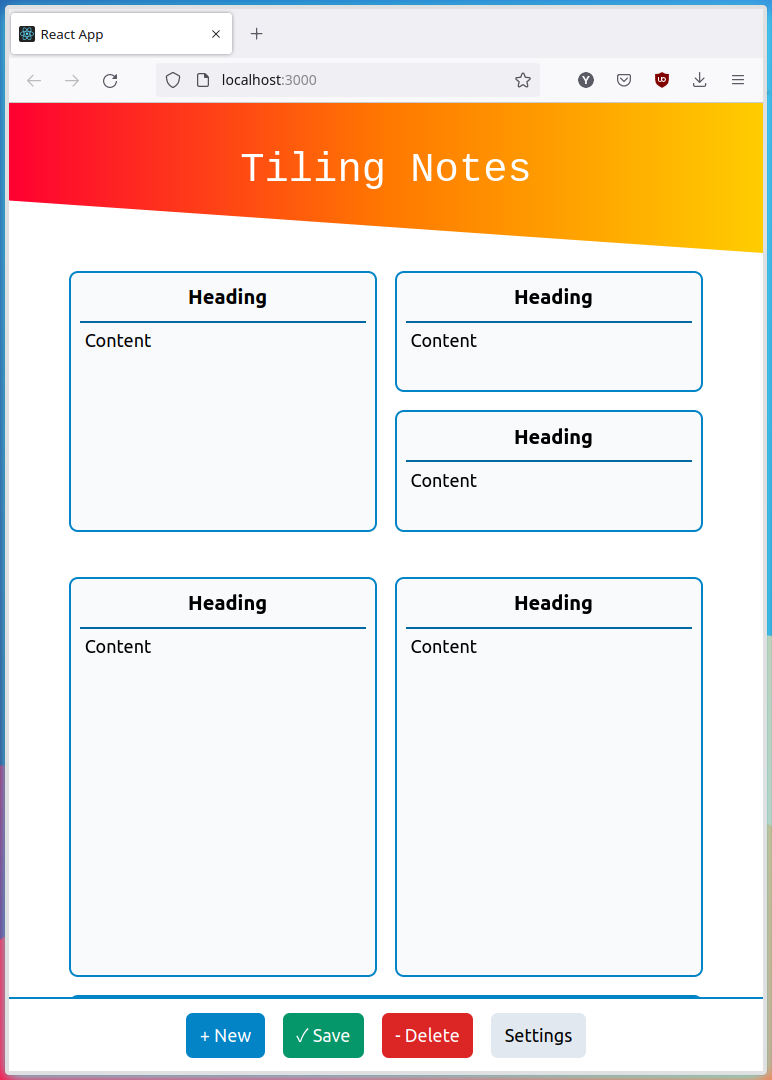 React App
localhost:3000
Tiling Notes
Heading
Content
Heading
Content
Heading
Content
Heading
Content
Heading
Content
+ New
✓ Save
- Delete
Settings